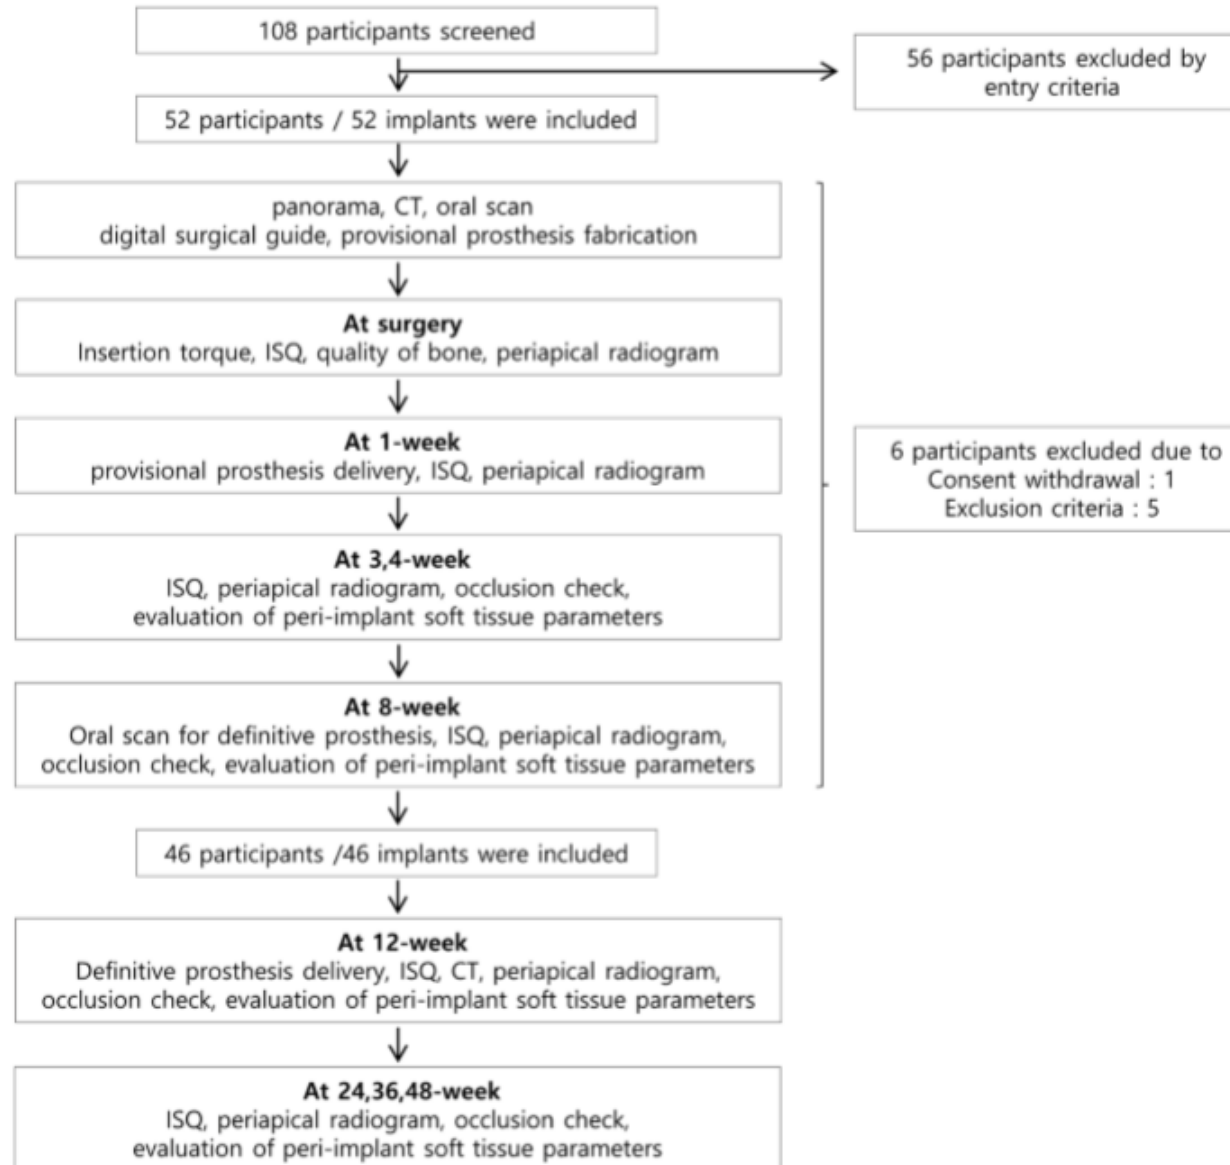 108 participants screened
56 participants excluded by
entry criteria
52 participants / 52 implants were included
panorama, CT, oral scan
digital surgical guide, provisional prosthesis fabrication
At surgery
Insertion torque, ISQ, quality of bone, periapical radiogram
At 1-week
provisional prosthesis delivery, ISQ, periapical radiogram
6 participants excluded due to
Consent withdrawal : 1
Exclusion criteria : 5
At 3,4-week
ISQ, periapical radiogram, occlusion check,
evaluation of peri-implant soft tissue parameters
At 8-week
Oral scan for definitive prosthesis, ISQ, periapical radiogram,
occlusion check, evaluation of peri-implant soft tissue parameters
46 participants /46 implants were included
At 12-week
Definitive prosthesis delivery, ISQ, CT, periapical radiogram,
occlusion check, evaluation of peri-implant soft tissue parameters
At 24,36,48-week
ISQ, periapical radiogram, occlusion check,
evaluation of peri-implant soft tissue parameters